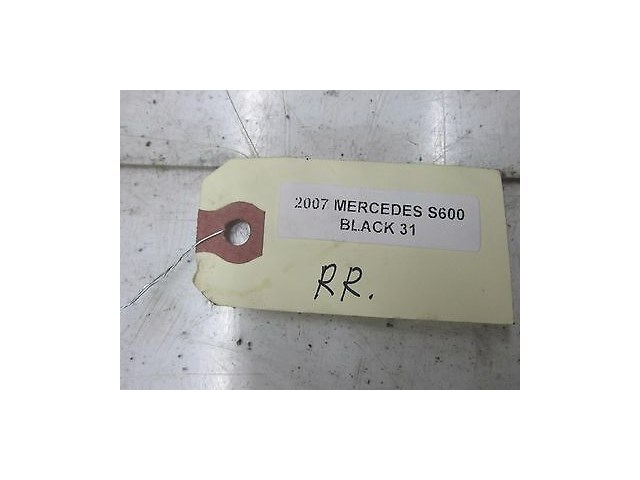 2007 MERCEDES S600
BLACK 31
RR.